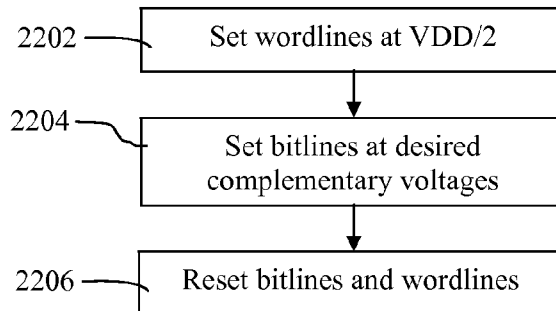 2202
Set wordlines at VDD/2
2204
Set bitlines at desired
complementary voltages
2206
Reset bitlines and wordlines